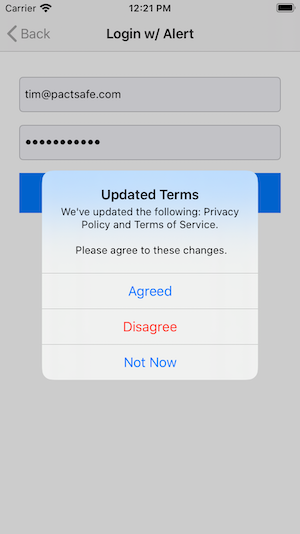 Carrier 12:21 PM
Back Login w/ Alert
tim@pactsafe.com
•••••••••••
Updated Terms
We've updated the following: Privacy
Policy and Terms of Service.
Please agree to these changes.
Agreed
Disagree
Not Now